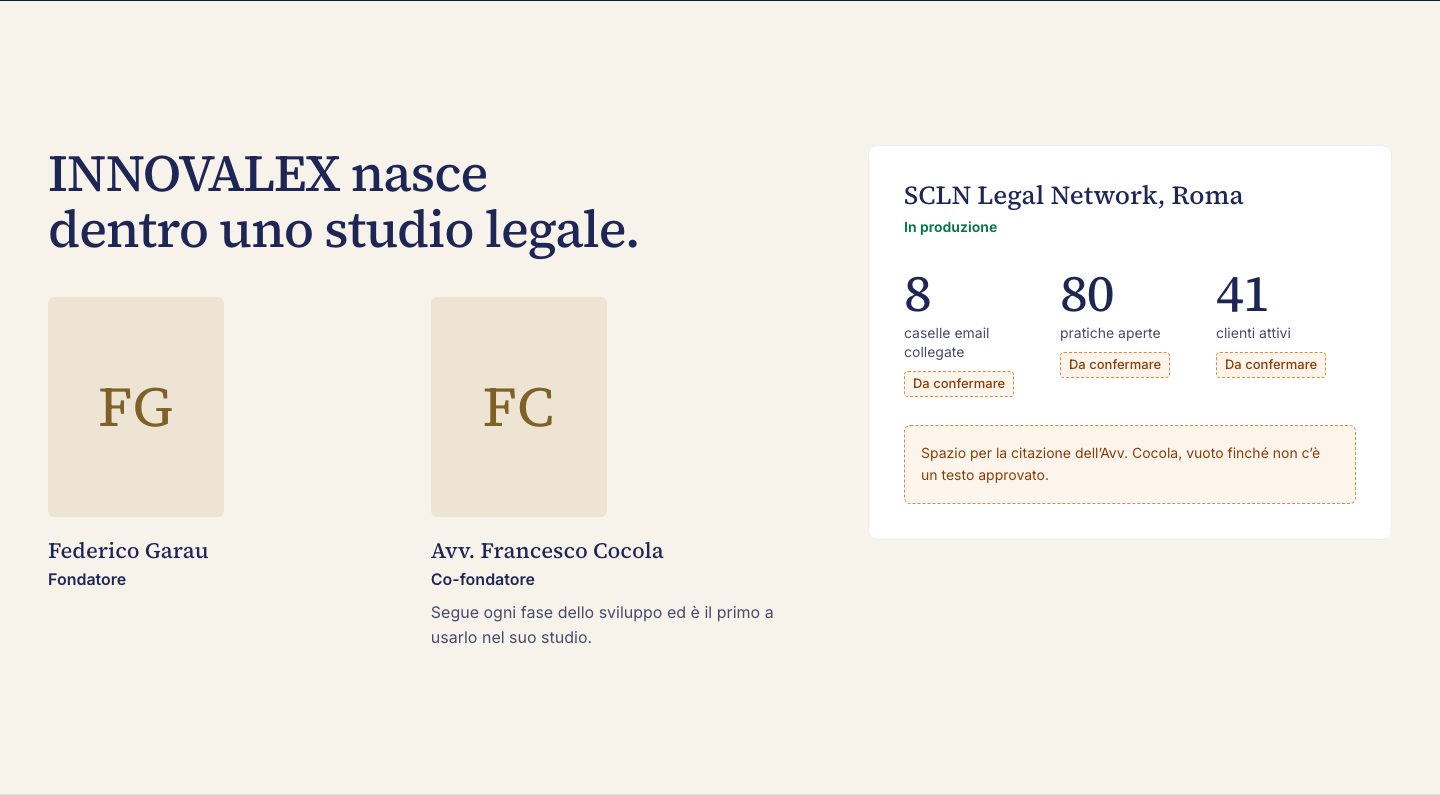 INNOVALEX nasce
dentro uno studio legale.
FG
Federico Garau
Fondatore
FC
Avv. Francesco Cocola
Co-fondatore
Segue ogni fase dello sviluppo ed è il primo a
usarlo nel suo studio.
SCLN Legal Network, Roma
In produzione
8
caselle email
collegate
Da confermare
80
pratiche aperte
Da confermare
41
clienti attivi
Da confermare
Spazio per la citazione dell’Avv. Cocola, vuoto finché non c’è
un testo approvato.